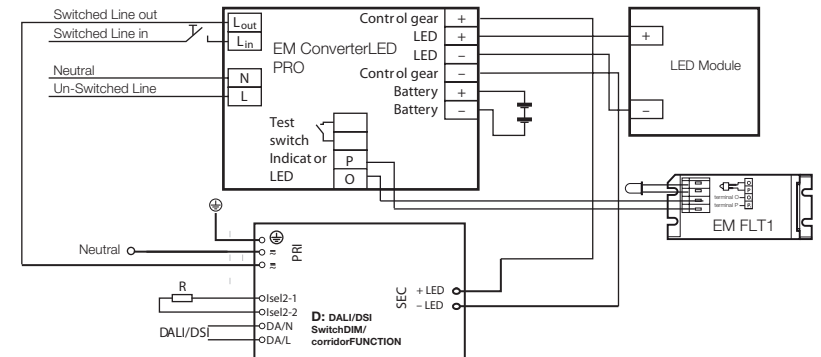 Switched Line out
Switched Line in
Neutral
Un-Switched Line
Lout
Lin
N
L
EM ConverterLED
PRO
Control gear +
LED +
LED –
Control gear –
Battery +
Battery –
Test
switch
Indicator
LED
P
O
+
LED Module
–
O
P
terminal O
O
terminal P
P
EM FLT1
Neutral
PRI
R
Isel2-1
Isel2-2
DALI/DSI
DA/N
DA/L
D: DALI/DSI
SwitchDIM/
corridorFUNCTION
SEC
+ LED
– LED